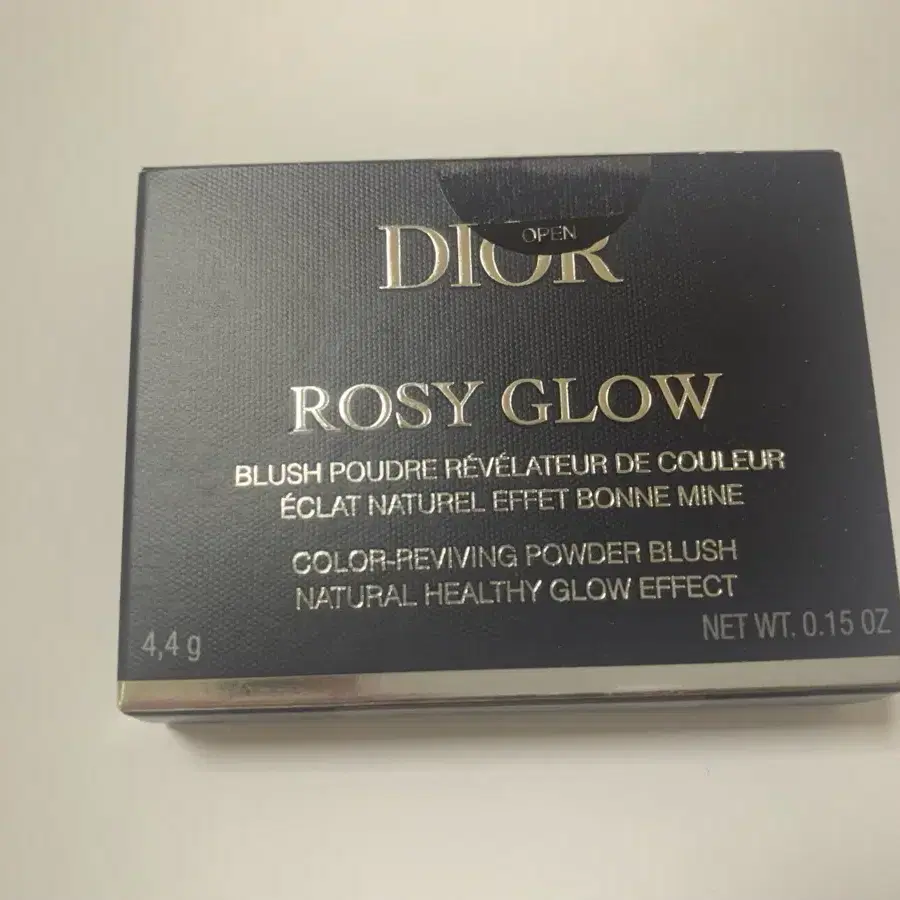 OPEN
DIOR
ROSY GLOW
BLUSH POUDRE RÉVÉLATEUR DE COULEUR
ÉCLAT NATUREL EFFET BONNE MINE
COLOR-REVIVING POWDER BLUSH
NATURAL HEALTHY GLOW EFFECT
4,4 g
NET WT. 0.15 OZ